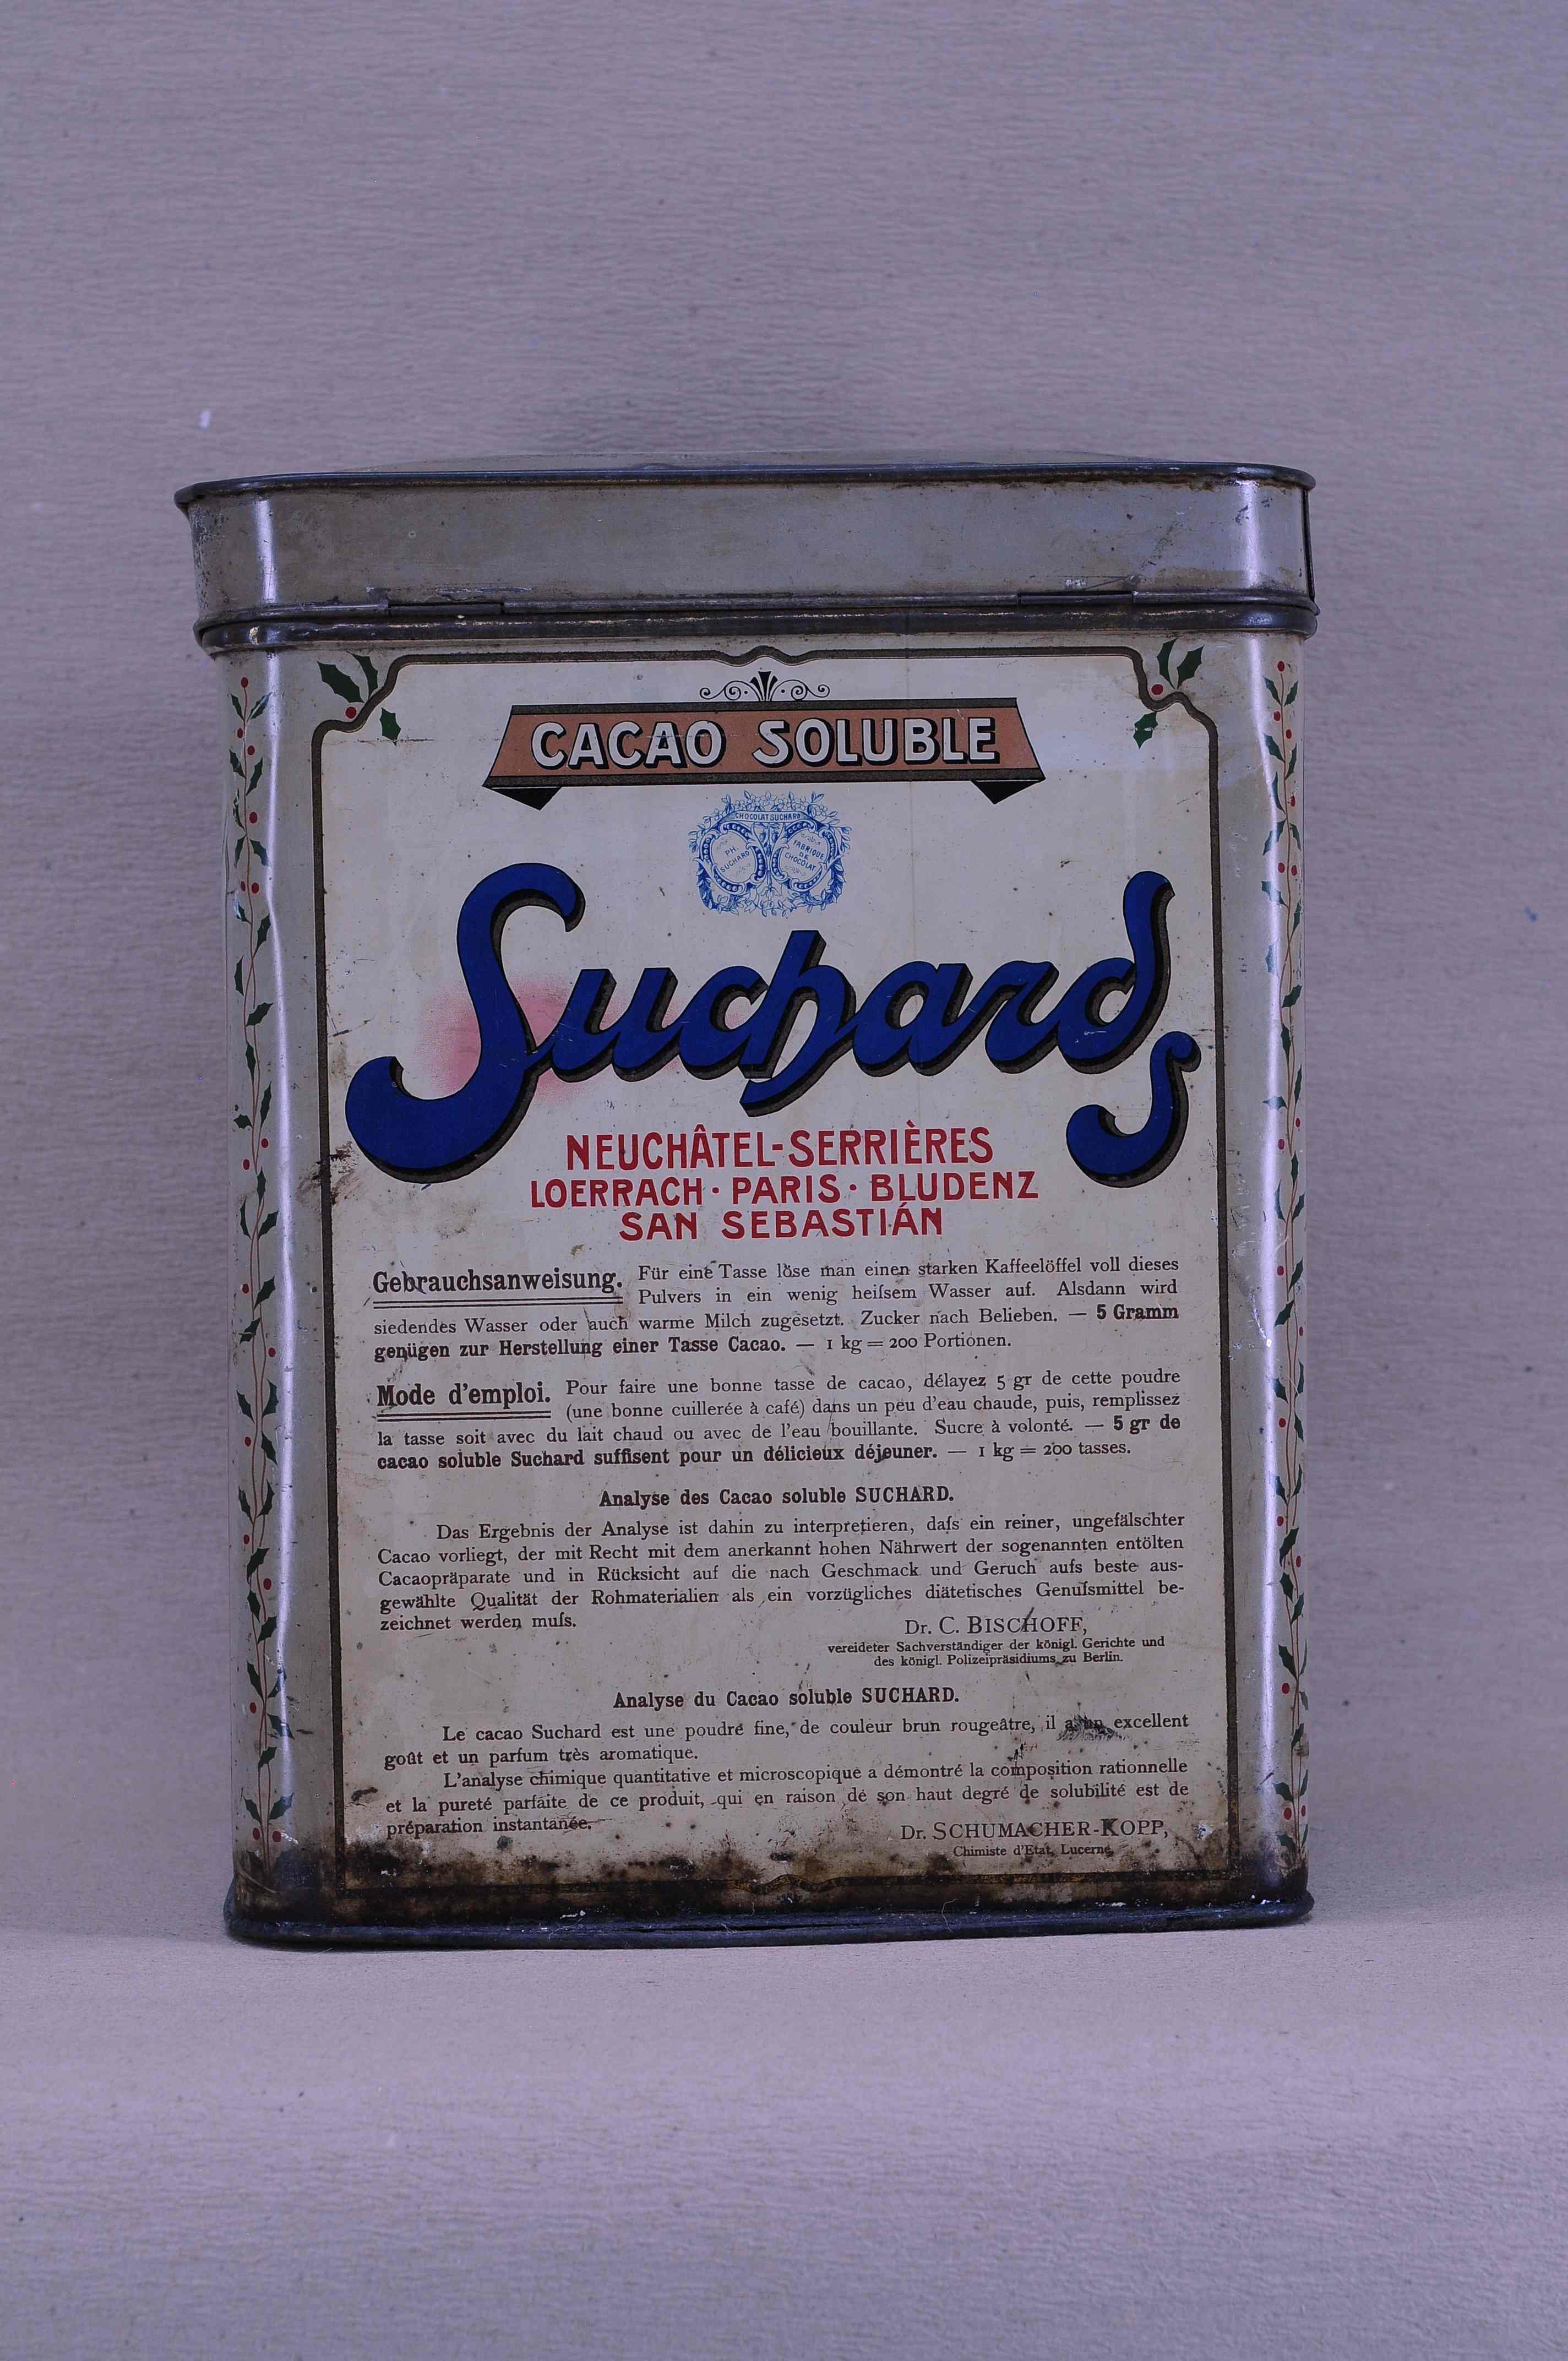 CACAO SOLUBLE
CHOCOLAT SUCHARD
PH. SUCHARD
FABRIQUE DE CHOCOLAT
Suchard
NEUCHÂTEL-SERRIÈRES
LOERRACH · PARIS · BLUDENZ
SAN SEBASTIÁN
Gebrauchsanweisung. Für eine Tasse löse man einen starken Kaffeelöffel voll dieses
Pulvers in ein wenig heiſsem Wasser auf. Alsdann wird
siedendes Wasser oder auch warme Milch zugesetzt. Zucker nach Belieben. — 5 Gramm
genügen zur Herstellung einer Tasse Cacao. — 1 kg = 200 Portionen.
Mode d'emploi. Pour faire une bonne tasse de cacao, délayez 5 gr de cette poudre
(une bonne cuillerée à café) dans un peu d'eau chaude, puis, remplissez
la tasse soit avec du lait chaud ou avec de l'eau bouillante. Sucre à volonté. — 5 gr de
cacao soluble Suchard suffisent pour un délicieux déjeuner. — 1 kg = 200 tasses.
Analyse des Cacao soluble SUCHARD.
Das Ergebnis der Analyse ist dahin zu interpretieren, daſs ein reiner, ungefälschter
Cacao vorliegt, der mit Recht mit dem anerkannt hohen Nährwert der sogenannten entölten
Cacaopräparate und in Rücksicht auf die nach Geschmack und Geruch aufs beste aus-
gewählte Qualität der Rohmaterialien als ein vorzügliches diätetisches Genuſsmittel be-
zeichnet werden muſs.
Dr. C. BISCHOFF,
vereideter Sachverständiger der königl. Gerichte und
des königl. Polizeipräsidiums zu Berlin.
Analyse du Cacao soluble SUCHARD.
Le cacao Suchard est une poudre fine, de couleur brun rougeâtre, il a un excellent
goût et un parfum très aromatique.
L'analyse chimique quantitative et microscopique a démontré la composition rationnelle
et la pureté parfaite de ce produit, qui en raison de son haut degré de solubilité est de
préparation instantanée.
Dr. SCHUMACHER-KOPP,
Chimiste d'Etat, Lucerne.